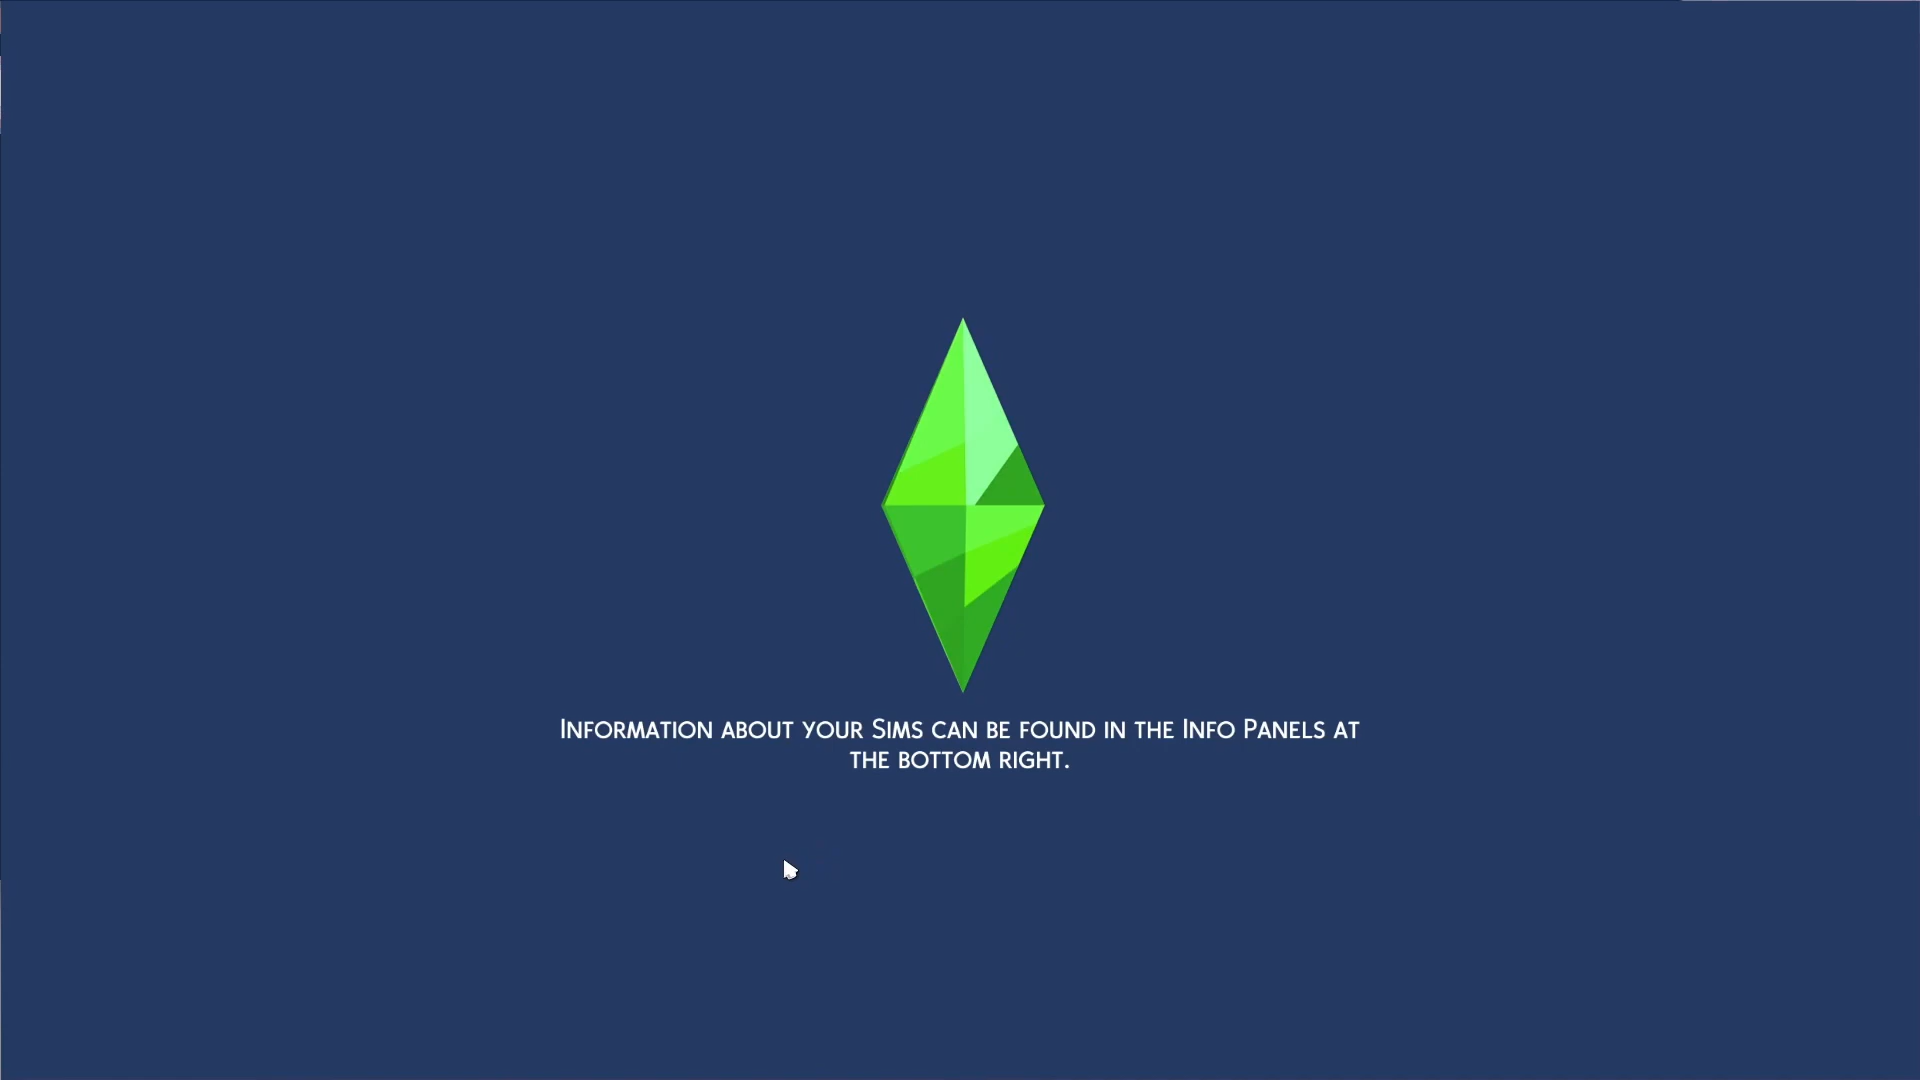 Information about your Sims can be found in the Info Panels at
the bottom right.